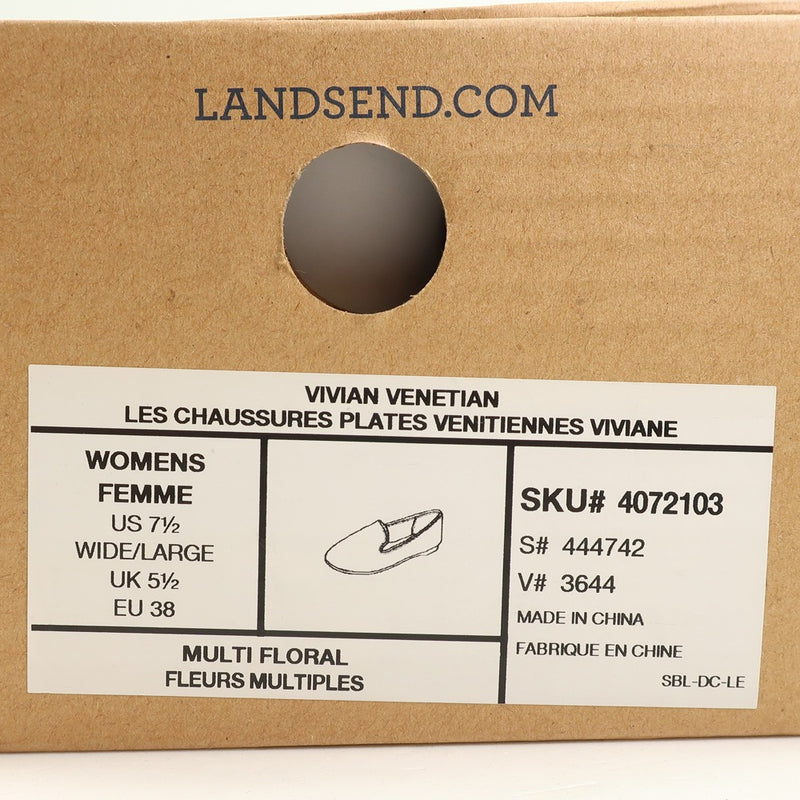 LANDSEND.COM
VIVIAN VENETIAN
LES CHAUSSURES PLATES VENITIENNES VIVIANE
WOMENS
FEMME
US 7½
WIDE/LARGE
UK 5½
EU 38
MULTI FLORAL
FLEURS MULTIPLES
SKU# 4072103
S# 444742
V# 3644
MADE IN CHINA
FABRIQUE EN CHINE
SBL-DC-LE